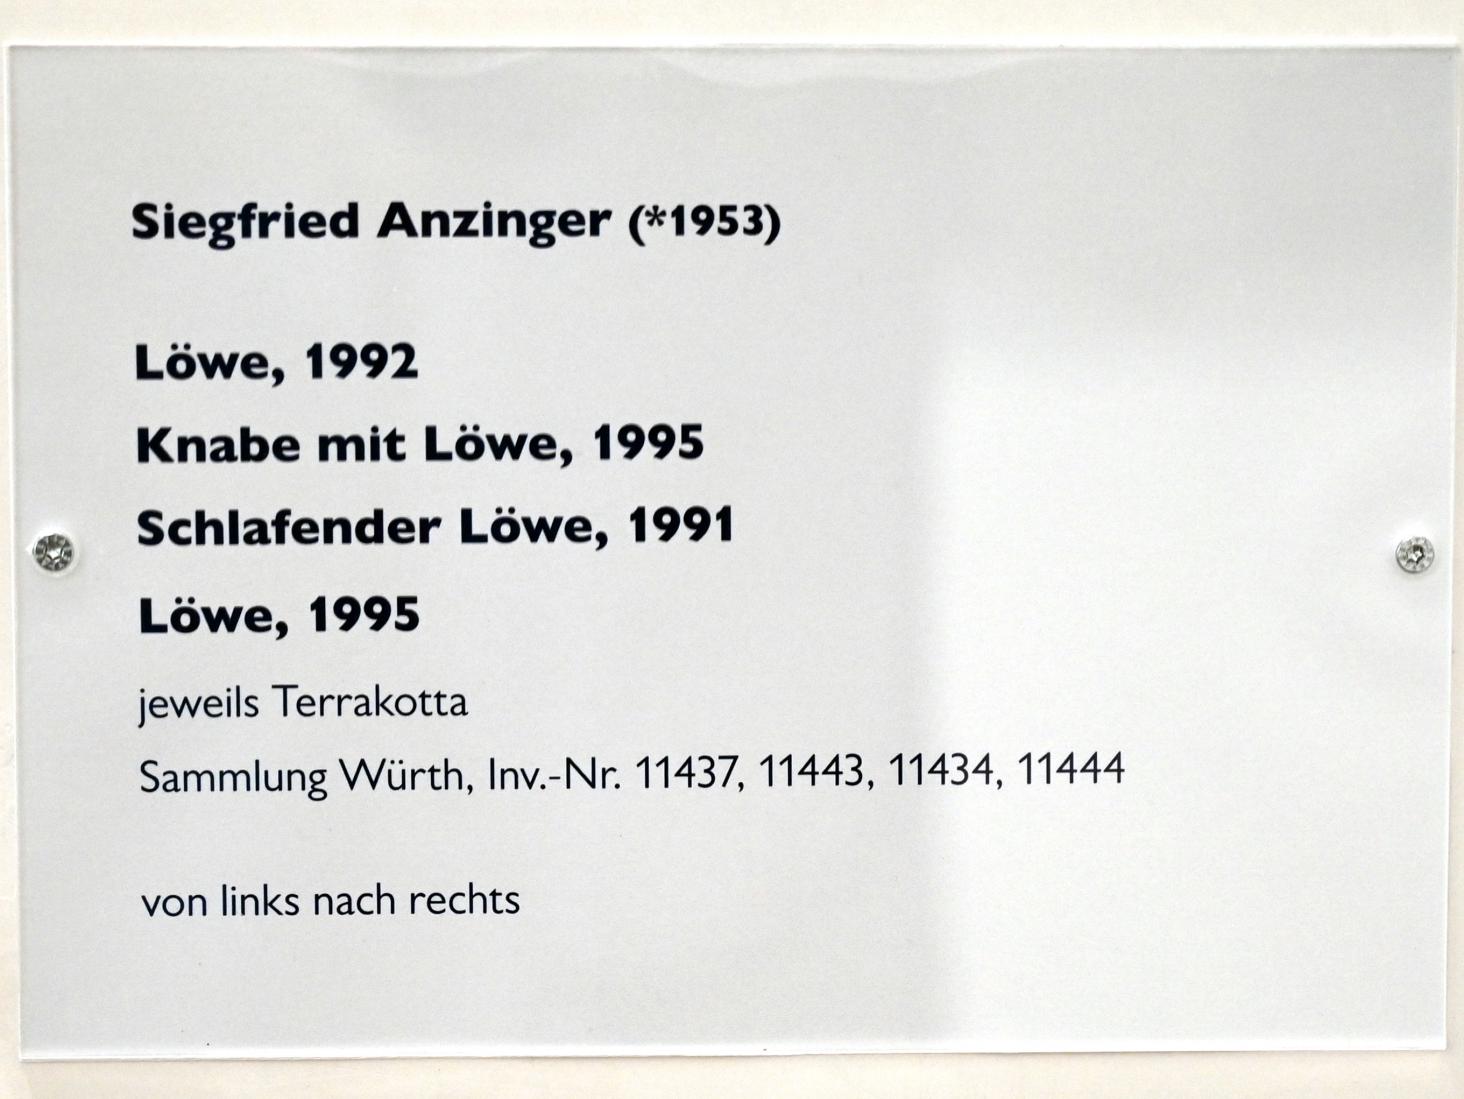 Siegfried Anzinger (*1953)
Löwe, 1992
Knabe mit Löwe, 1995
Schlafender Löwe, 1991
Löwe, 1995
jeweils Terrakotta
Sammlung Würth, Inv.-Nr. 11437, 11443, 11434, 11444
von links nach rechts